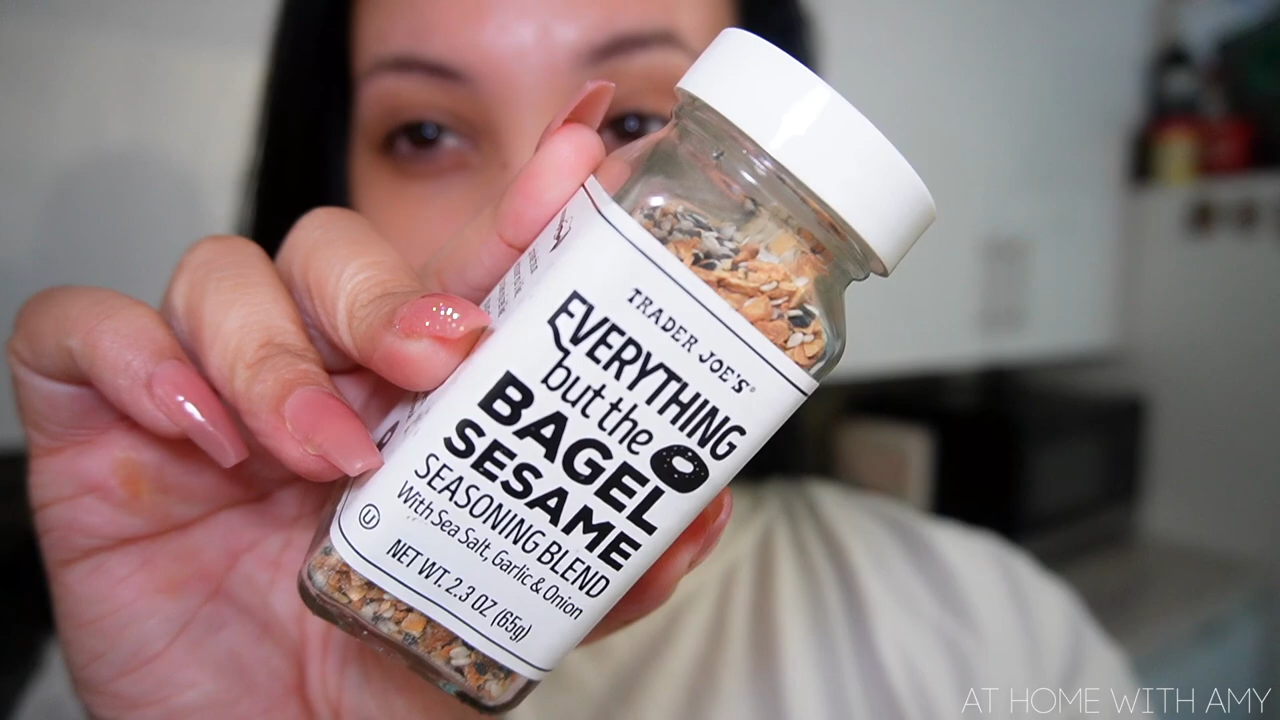 TRADER JOE'S®
EVERYTHING
but the
BAGEL
SESAME
SEASONING BLEND
With Sea Salt, Garlic & Onion
U
NET WT. 2.3 OZ (65g)
AT HOME WITH AMY